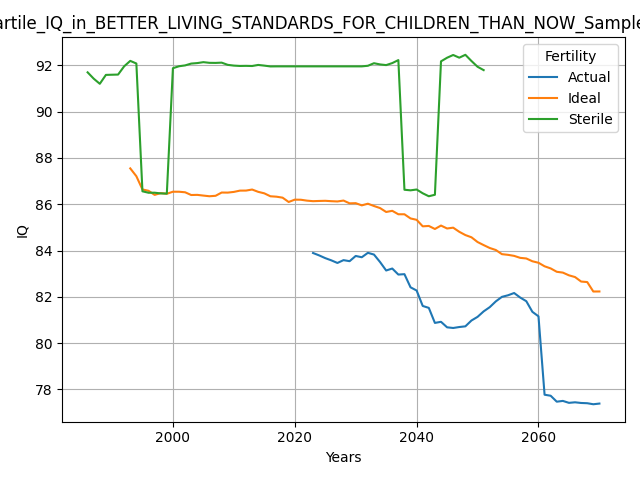 artile_IQ_in_BETTER_LIVING_STANDARDS_FOR_CHILDREN_THAN_NOW_Sample
Fertility
Actual
Ideal
Sterile
IQ
92
90
88
86
84
82
80
78
2000 2020 2040 2060
Years